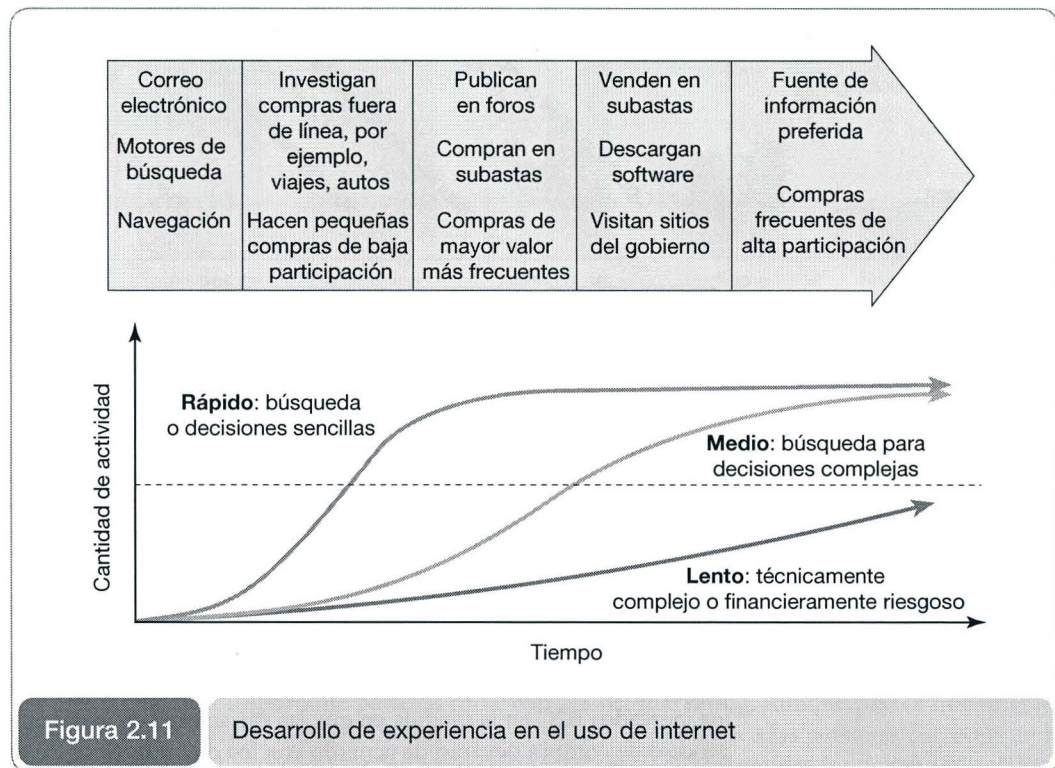 Correo
electrónico
Motores de
búsqueda
Navegación
Investigan
compras fuera
de línea, por
ejemplo,
viajes, autos
Hacen pequeñas
compras de baja
participación
Publican
en foros
Compran en
subastas
Compras de
mayor valor
más frecuentes
Venden en
subastas
Descargan
software
Visitan sitios
del gobierno
Fuente de
información
preferida
Compras
frecuentes de
alta participación
Cantidad de actividad
Rápido: búsqueda
o decisiones sencillas
Medio: búsqueda para
decisiones complejas
Lento: técnicamente
complejo o financieramente riesgoso
Tiempo
Figura 2.11
Desarrollo de experiencia en el uso de internet